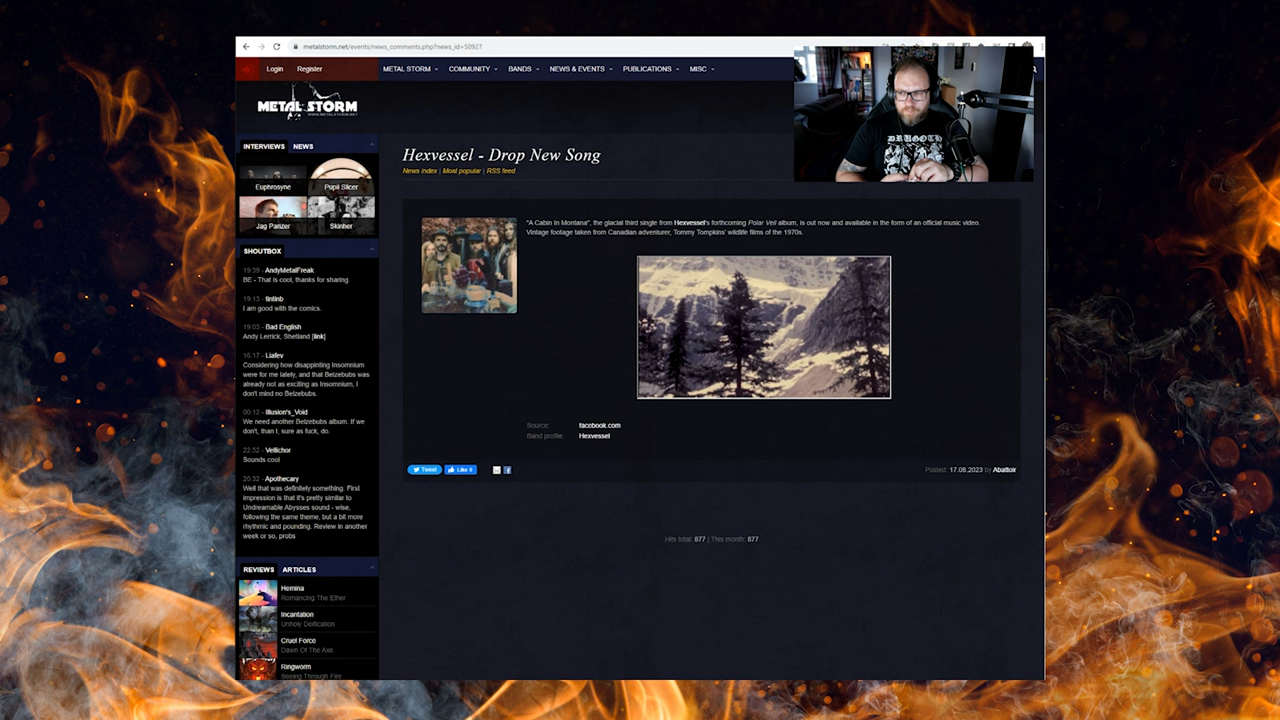 metalstorm.net/events/news_comments.php?news_id=50927
Login Register METAL STORM COMMUNITY BANDS NEWS & EVENTS PUBLICATIONS MISC
METAL STORM
WWW.METALSTORM.NET
DRUGOTH
INTERVIEWS NEWS
Euphrosyne Pupil Slicer
Jag Panzer Skinher
SHOUTBOX
19:39 - AndyMetalFreak
BE - That is cool, thanks for sharing.
19:15 - tintinb
I am good with the comics.
19:05 - Bad English
Andy Lerrick, Shetland [link]
16:17 - Liafev
Considering how disappinting Insomnium
were for me lately, and that Belzebubs was
already not as exciting as Insomnium, I
don't mind no Belzebubs.
00:12 - Illusion's_Void
We need another Belzebubs album. If we
don't, than I, sure as fuck, do.
22:52 - Vellichor
Sounds cool
20:32 - Apothecary
Well that was definitely something. First
impression is that it's pretty similar to
Undreamable Abysses sound - wise,
following the same theme, but a bit more
rhythmic and pounding. Review in another
week or so, probs
REVIEWS ARTICLES
Hemina
Romancing The Ether
Incantation
Unholy Deification
Cruel Force
Dawn Of The Axe
Ringworm
Seeing Through Fire
Hexvessel - Drop New Song
News index | Most popular | RSS feed
"A Cabin In Montana", the glacial third single from Hexvessel's forthcoming Polar Veil album, is out now and available in the form of an official music video.
Vintage footage taken from Canadian adventurer, Tommy Tompkins' wildlife films of the 1970s.
Source: facebook.com
Band profile: Hexvessel
Tweet Like 0
Posted: 17.08.2023 by Abattoir
Hits total: 877 | This month: 877